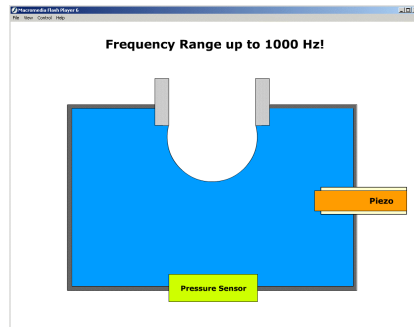 Macromedia Flash Player 6
File View Control Help
Frequency Range up to 1000 Hz!
Piezo
Pressure Sensor